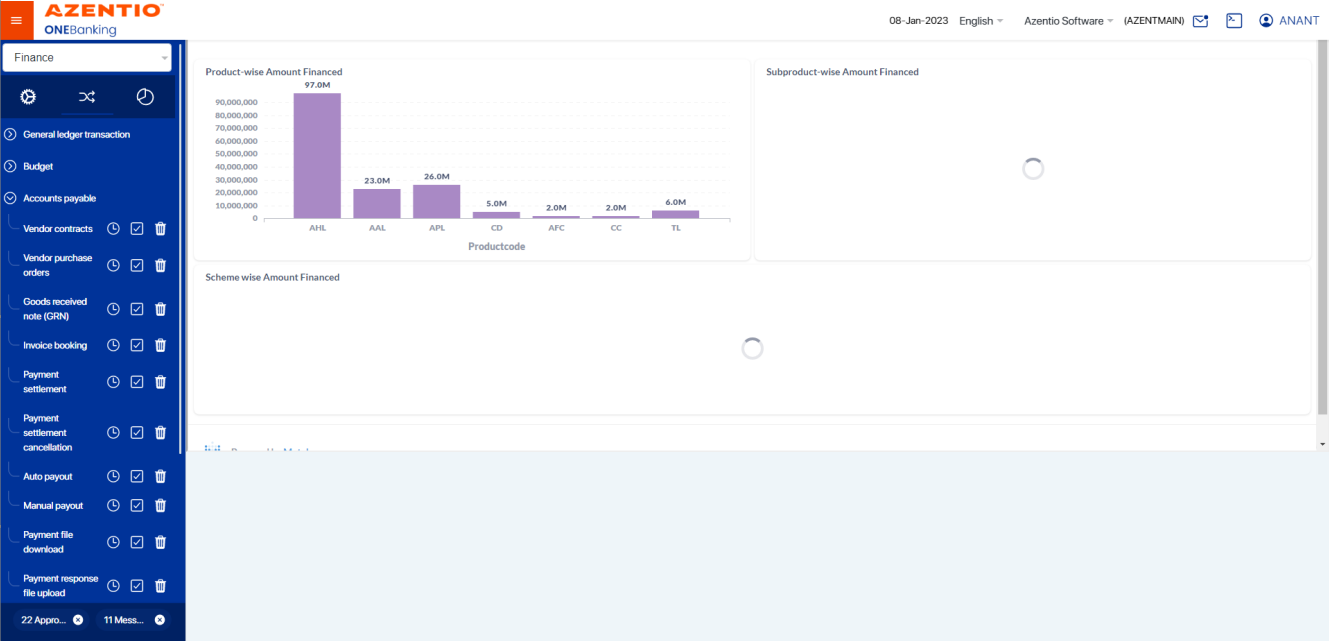 AZENTIO
ONEBanking
08-Jan-2023 English Azentio Software (AZENTMAIN) ANANT
Finance
General ledger transaction
Budget
Accounts payable
Vendor contracts
Vendor purchase
orders
Goods received
note (GRN)
Invoice booking
Payment
settlement
Payment
settlement
cancellation
Auto payout
Manual payout
Payment file
download
Payment response
file upload
22 Appro...
11 Mess...
Product-wise Amount Financed
97.0M
90,000,000
80,000,000
70,000,000
60,000,000
50,000,000
40,000,000
30,000,000
20,000,000
10,000,000
0
23.0M
26.0M
5.0M
2.0M
2.0M
6.0M
AHL AAL APL CD AFC CC TL
Productcode
Subproduct-wise Amount Financed
Scheme wise Amount Financed